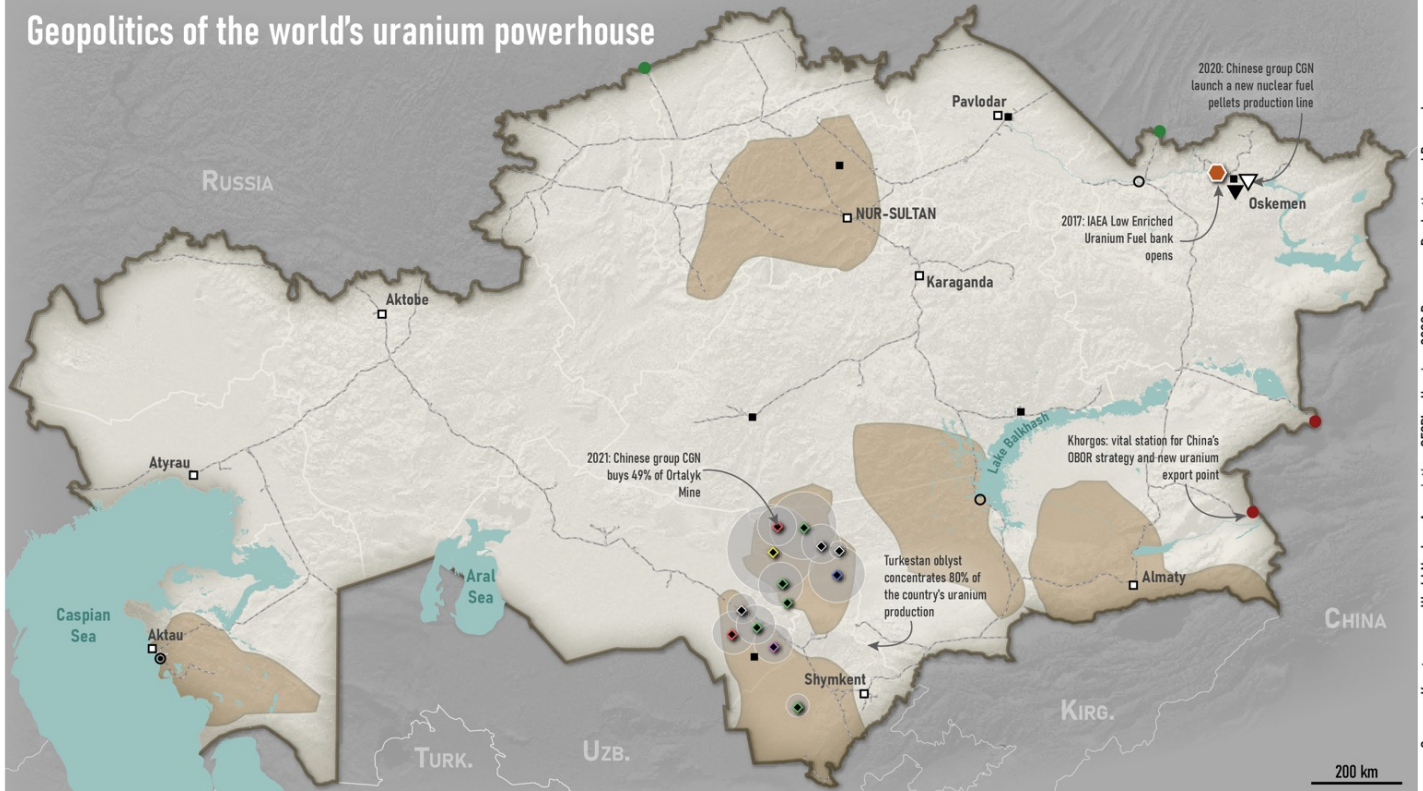 Geopolitics of the world's uranium powerhouse
2020: Chinese group CGN
launch a new nuclear fuel
pellets production line
Pavlodar
RUSSIA
NUR-SULTAN
Oskemen
2017: IAEA Low Enriched
Uranium Fuel bank
opens
Karaganda
Aktobe
Lake Balkhash
Khorgos: vital station for China's
OBOR strategy and new uranium
export point
Atyrau
2021: Chinese group CGN
buys 49% of Ortalyk
Mine
Turkestan oblyst
concentrates 80% of
the country's uranium
production
Almaty
Aral
Sea
Caspian
Sea
CHINA
Aktau
Shymkent
KIRG.
UZB.
TURK.
200 km